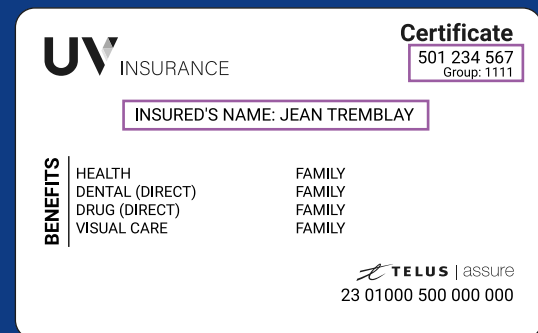 UV INSURANCE
Certificate
501 234 567
Group: 1111
INSURED'S NAME: JEAN TREMBLAY
BENEFITS
HEALTH FAMILY
DENTAL (DIRECT) FAMILY
DRUG (DIRECT) FAMILY
VISUAL CARE FAMILY
t TELUS | assure
23 01000 500 000 000